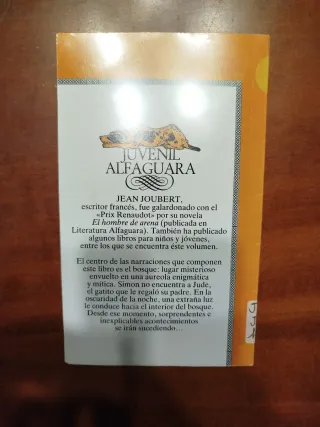 JUVENIL
ALFAGUARA
JEAN JOUBERT,
escritor francés, fue galardonado con el
«Prix Renaudot» por su novela
El hombre de arena (publicada en
Literatura Alfaguara). También ha publicado
algunos libros para niños y jóvenes,
entre los que se encuentra este volumen.
El centro de las narraciones que componen
este libro es el bosque: lugar misterioso
envuelto en una aureola enigmática
y mítica. Simon no encuentra a Jude,
el gatito que le regaló su padre. En la
oscuridad de la noche, una extraña luz
le conduce hacia el interior del bosque.
Desde ese momento, sorprendentes e
inexplicables acontecimientos
se irán sucediendo...